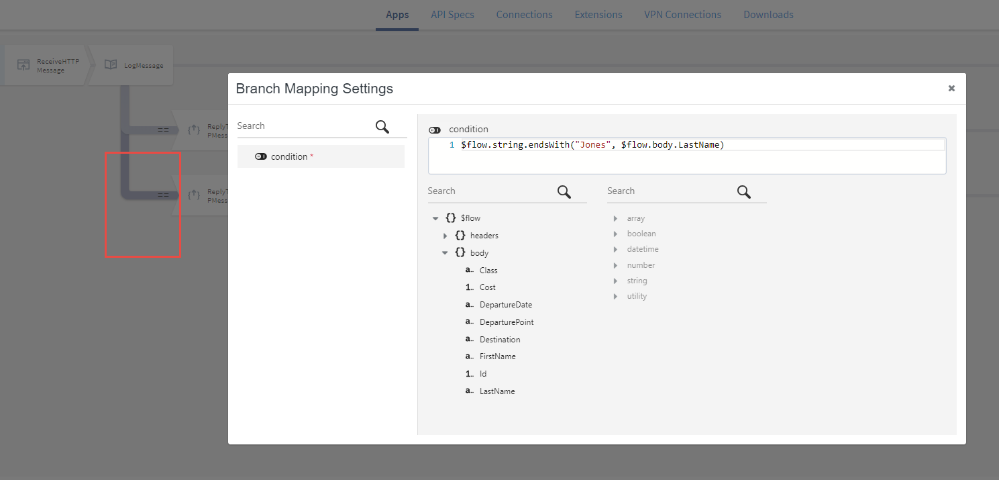 Apps API Specs Connections Extensions VPN Connections Downloads
ReceiveHTTP
Message
LogMessage
Branch Mapping Settings
Search
condition *
condition
1 $flow.string.endsWith("Jones", $flow.body.LastName)
Search
$flow
headers
body
Class
Cost
DepartureDate
DeparturePoint
Destination
FirstName
Id
LastName
Search
array
boolean
datetime
number
string
utility
==
ReplyT
PMess
==
ReplyT
PMess